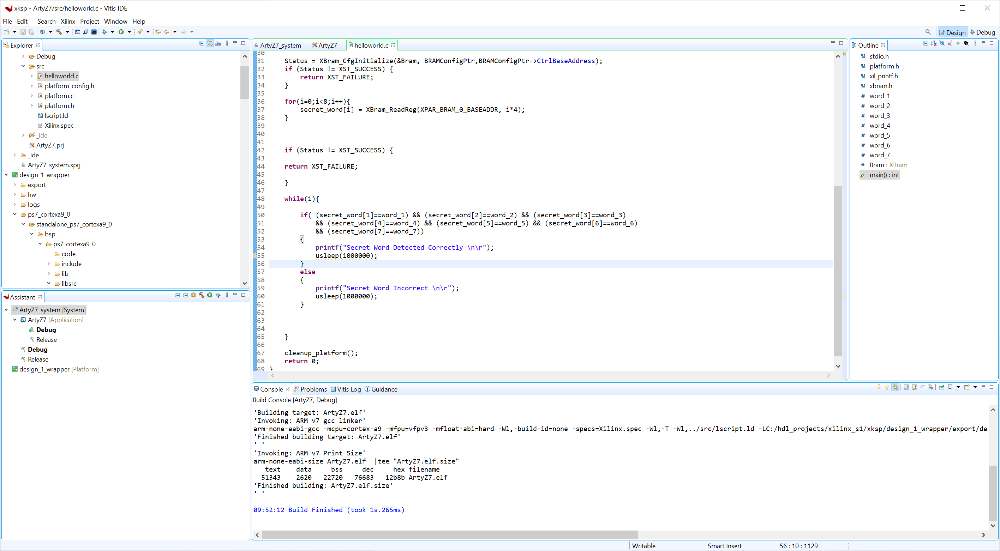 xksp - ArtyZ7/src/helloworld.c - Vitis IDE
File Edit Search Xilinx Project Window Help
Design Debug
Explorer
Debug
src
helloworld.c
platform_config.h
platform.c
platform.h
lscript.ld
Xilinx.spec
_ide
ArtyZ7.prj
_ide
ArtyZ7_system.sprj
design_1_wrapper
export
hw
logs
ps7_cortexa9_0
standalone_ps7_cortexa9_0
bsp
ps7_cortexa9_0
code
include
lib
libsrc
Assistant
ArtyZ7_system [System]
ArtyZ7 [Application]
Debug
Release
Debug
Release
design_1_wrapper [Platform]
ArtyZ7_system ArtyZ7 helloworld.c
30
31 Status = XBram_CfgInitialize(&Bram, BRAMConfigPtr,BRAMConfigPtr->CtrlBaseAddress);
32 if (Status != XST_SUCCESS) {
33 return XST_FAILURE;
34 }
35
36 for(i=0;i<8;i++){
37 secret_word[i] = XBram_ReadReg(XPAR_BRAM_0_BASEADDR, i*4);
38 }
39
40
41
42 if (Status != XST_SUCCESS) {
43
44 return XST_FAILURE;
45
46 }
47
48 while(1){
49
50 if( (secret_word[1]==word_1) && (secret_word[2]==word_2) && (secret_word[3]==word_3)
51 && (secret_word[4]==word_4) && (secret_word[5]==word_5) && (secret_word[6]==word_6)
52 && (secret_word[7]==word_7))
53 {
54 printf("Secret Word Detected Correctly \n\r");
55 usleep(1000000);
56 }
57 else
58 {
59 printf("Secret Word Incorrect \n\r");
60 usleep(1000000);
61 }
62
63
64
65 }
66
67 cleanup_platform();
68 return 0;
69 }
Outline
stdio.h
platform.h
xil_printf.h
xbram.h
word_1
word_2
word_3
word_4
word_5
word_6
word_7
Bram : XBram
main() : int
Console Problems Vitis Log Guidance
Build Console [ArtyZ7, Debug]
'Building target: ArtyZ7.elf'
'Invoking: ARM v7 gcc linker'
arm-none-eabi-gcc -mcpu=cortex-a9 -mfpu=vfpv3 -mfloat-abi=hard -Wl,-build-id=none -specs=Xilinx.spec -Wl,-T -Wl,../src/lscript.ld -LC:/hdl_projects/xilinx_s1/xksp/design_1_wrapper/export/de
'Finished building target: ArtyZ7.elf'
' '
'Invoking: ARM v7 Print Size'
arm-none-eabi-size ArtyZ7.elf |tee "ArtyZ7.elf.size"
text data bss dec hex filename
51343 2620 22720 76683 12b8b ArtyZ7.elf
'Finished building: ArtyZ7.elf.size'
' '
09:52:12 Build Finished (took 1s.265ms)
Writable Smart Insert 56 : 10 : 1129